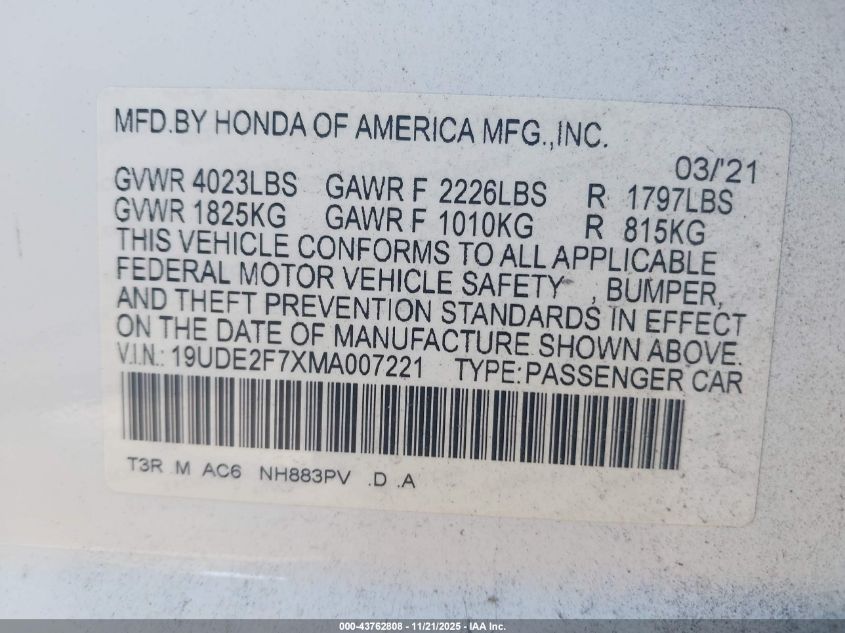 MFD.BY HONDA OF AMERICA MFG.,INC.
03/'21
GVWR 4023LBS GAWR F 2226LBS R 1797LBS
GVWR 1825KG GAWR F 1010KG R 815KG
THIS VEHICLE CONFORMS TO ALL APPLICABLE
FEDERAL MOTOR VEHICLE SAFETY , BUMPER,
AND THEFT PREVENTION STANDARDS IN EFFECT
ON THE DATE OF MANUFACTURE SHOWN ABOVE.
V.I.N.: 19UDE2F7XMA007221 TYPE:PASSENGER CAR
T3R M AC6 NH883PV .D .A
000-43762808 - 11/21/2025 - IAA Inc.